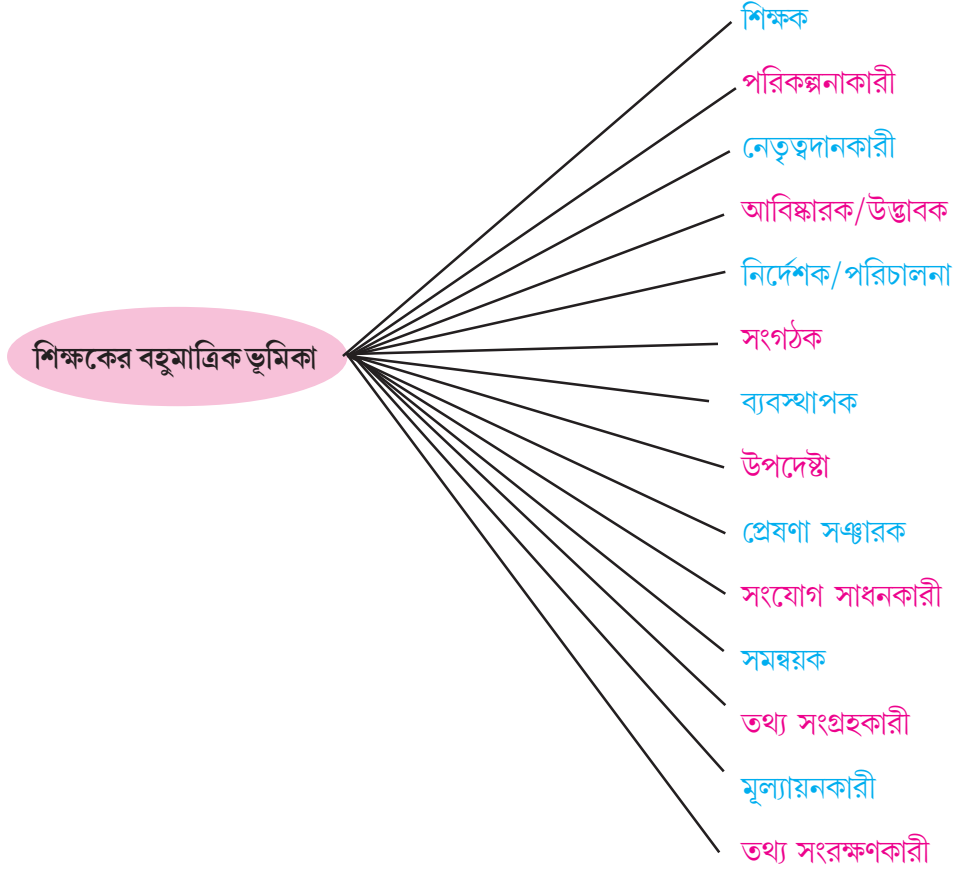 শিক্ষক
পরিকল্পনাকারী
নেতৃত্বদানকারী
আবিষ্কারক/উদ্ভাবক
নির্দেশক/পরিচালনা
সংগঠক
শিক্ষকের বহুমাত্রিক ভূমিকা
ব্যবস্থাপক
উপদেষ্টা
প্রেষণা সঞ্চারক
সংযোগ সাধনকারী
সমন্বয়ক
তথ্য সংগ্রহকারী
মূল্যায়নকারী
তথ্য সংরক্ষণকারী